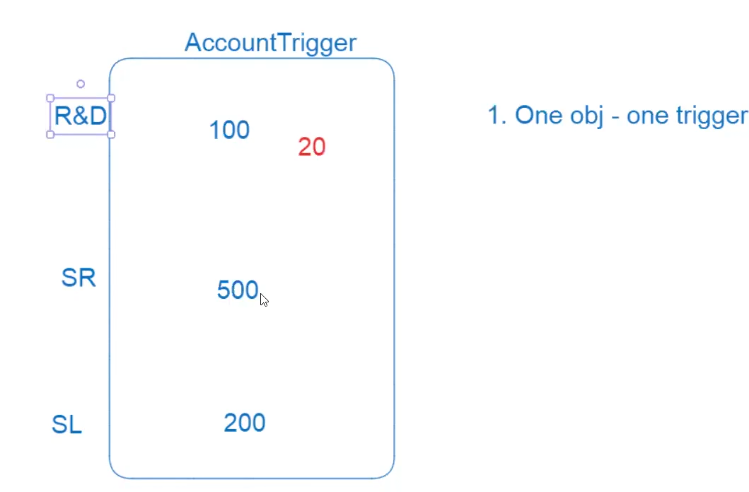 AccountTrigger
R&D
100
20
1. One obj - one trigger
SR
500
SL
200